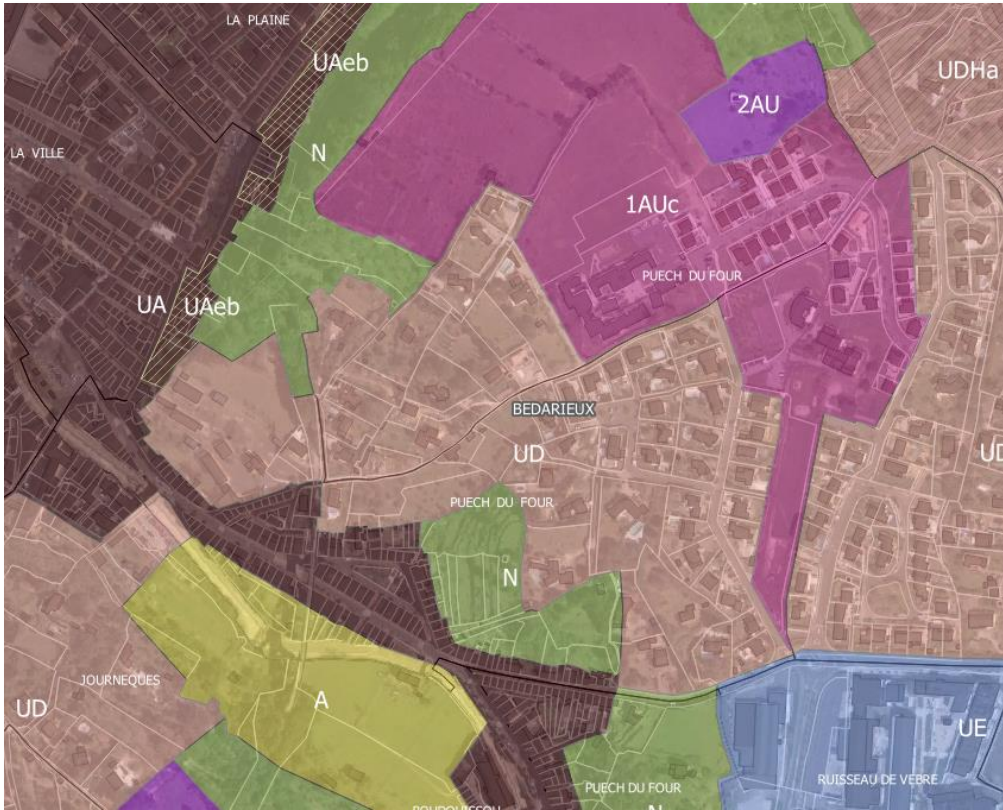 LA PLAINE
N
UAeb
UDHa
2AU
LA VILLE
N
1AUc
PUECH DU FOUR
UA
UAeb
BEDARIEUX
UD
UD
PUECH DU FOUR
N
JOURNEQUES
A
UD
UE
RUISSEAU DE VEBRE
PUECH DU FOUR
N